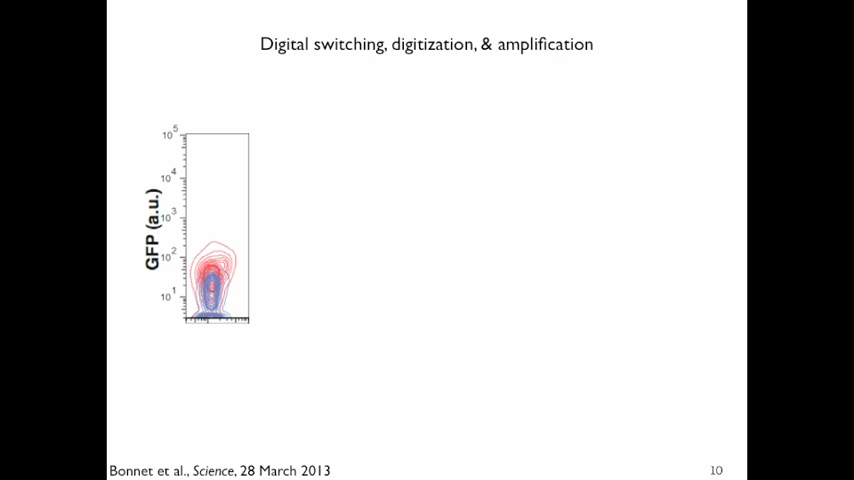 Digital switching, digitization, & amplification
10^5
10^4
10^3
10^2
10^1
GFP (a.u.)
Bonnet et al., Science, 28 March 2013
10